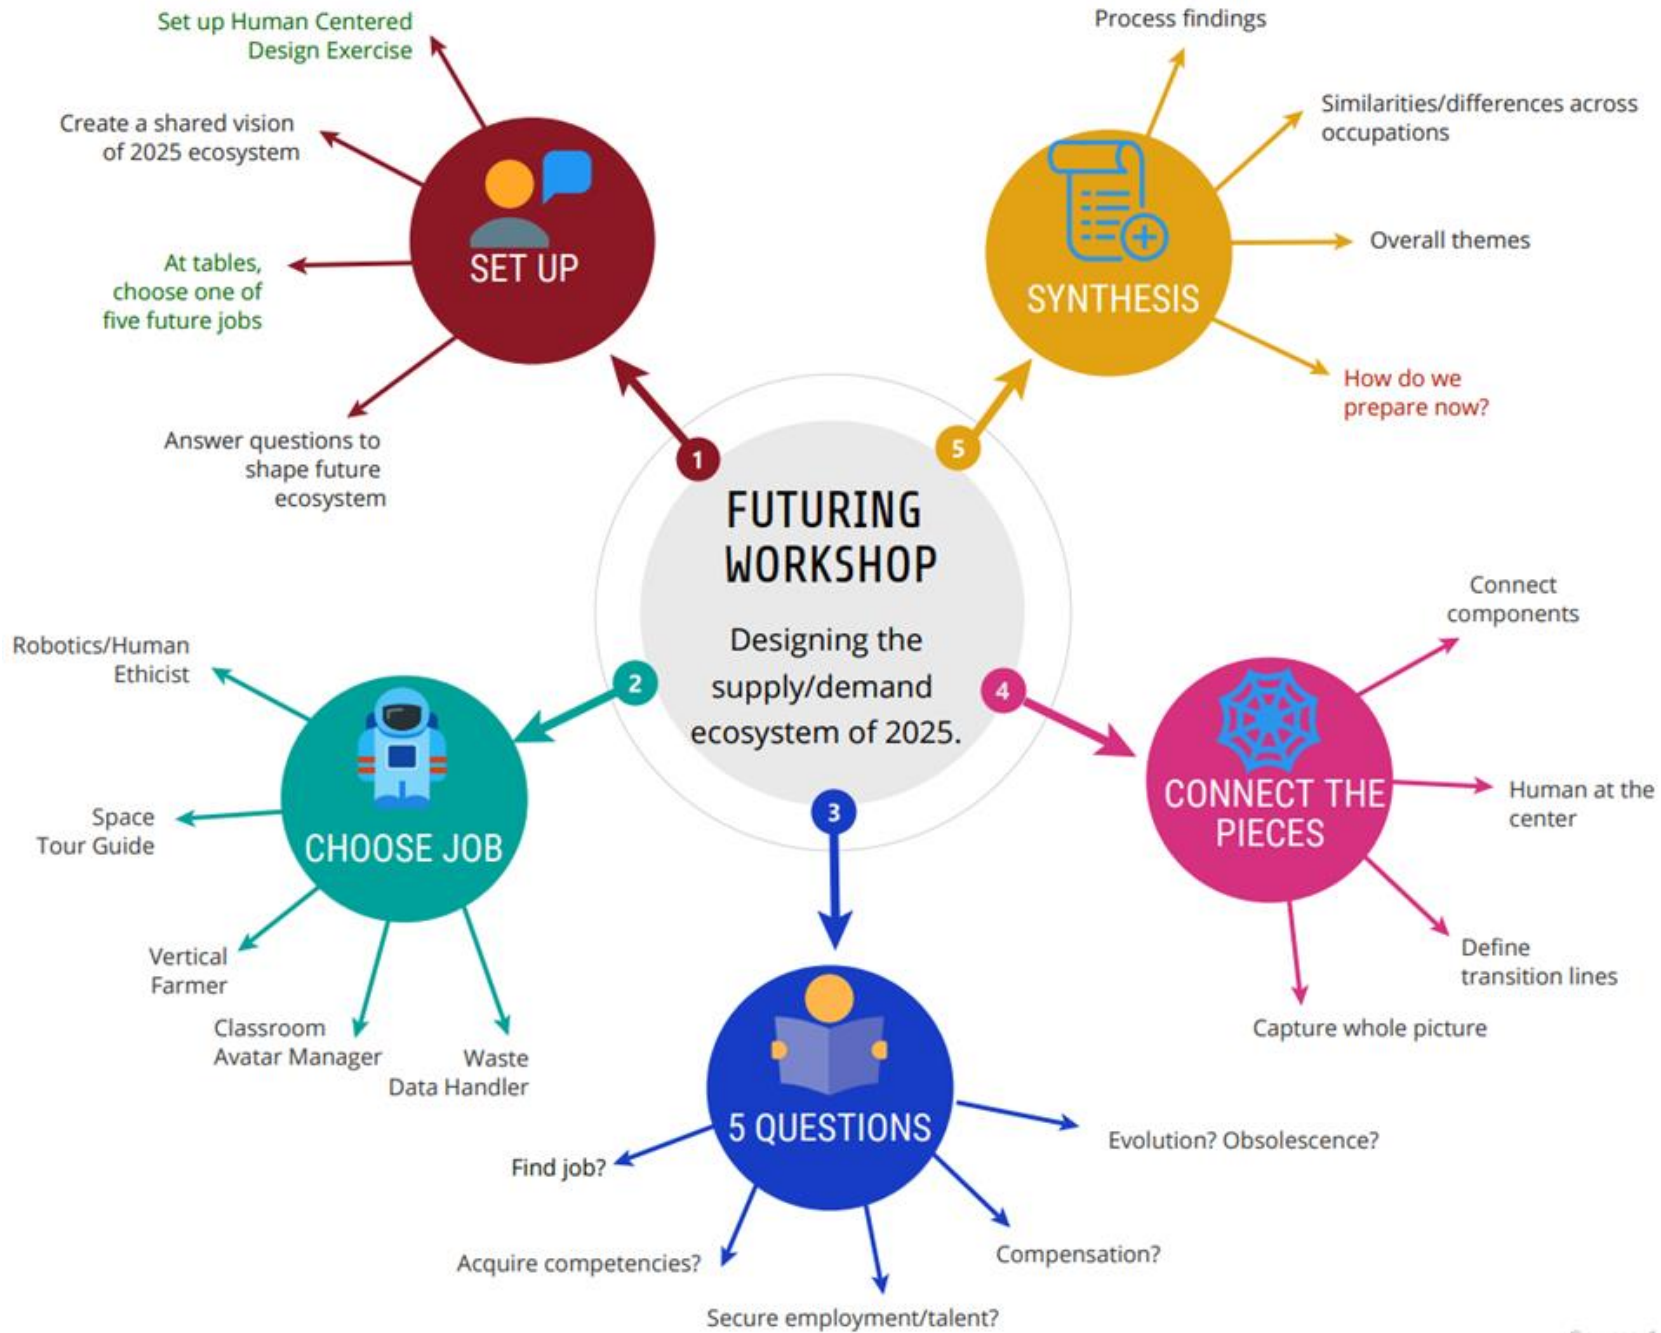 FUTURING
WORKSHOP
Designing the
supply/demand
ecosystem of 2025.
1
SET UP
Set up Human Centered
Design Exercise
Create a shared vision
of 2025 ecosystem
At tables,
choose one of
five future jobs
Answer questions to
shape future
ecosystem
2
CHOOSE JOB
Robotics/Human
Ethicist
Space
Tour Guide
Vertical
Farmer
Classroom
Avatar Manager
Waste
Data Handler
3
5 QUESTIONS
Find job?
Acquire competencies?
Secure employment/talent?
Compensation?
Evolution? Obsolescence?
4
CONNECT THE
PIECES
Connect
components
Human at the
center
Define
transition lines
Capture whole picture
5
SYNTHESIS
Process findings
Similarities/differences across
occupations
Overall themes
How do we
prepare now?